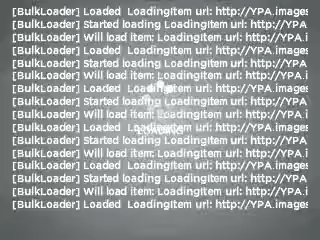 [BulkLoader] Loaded LoadingItem url: http://YPA.images
[BulkLoader] Started loading LoadingItem url: http://YPA
[BulkLoader] Will load item: LoadingItem url: http://YPA.i
[BulkLoader] Loaded LoadingItem url: http://YPA.images
[BulkLoader] Started loading LoadingItem url: http://YPA
[BulkLoader] Will load item: LoadingItem url: http://YPA.i
[BulkLoader] Loaded LoadingItem url: http://YPA.images
[BulkLoader] Started loading LoadingItem url: http://YPA
[BulkLoader] Will load item: LoadingItem url: http://YPA.i
[BulkLoader] Loaded LoadingItem url: http://YPA.images
LOADING
[BulkLoader] Started loading LoadingItem url: http://YPA
[BulkLoader] Will load item: LoadingItem url: http://YPA.i
[BulkLoader] Loaded LoadingItem url: http://YPA.images
[BulkLoader] Started loading LoadingItem url: http://YPA
[BulkLoader] Will load item: LoadingItem url: http://YPA.i
[BulkLoader] Loaded LoadingItem url: http://YPA.images